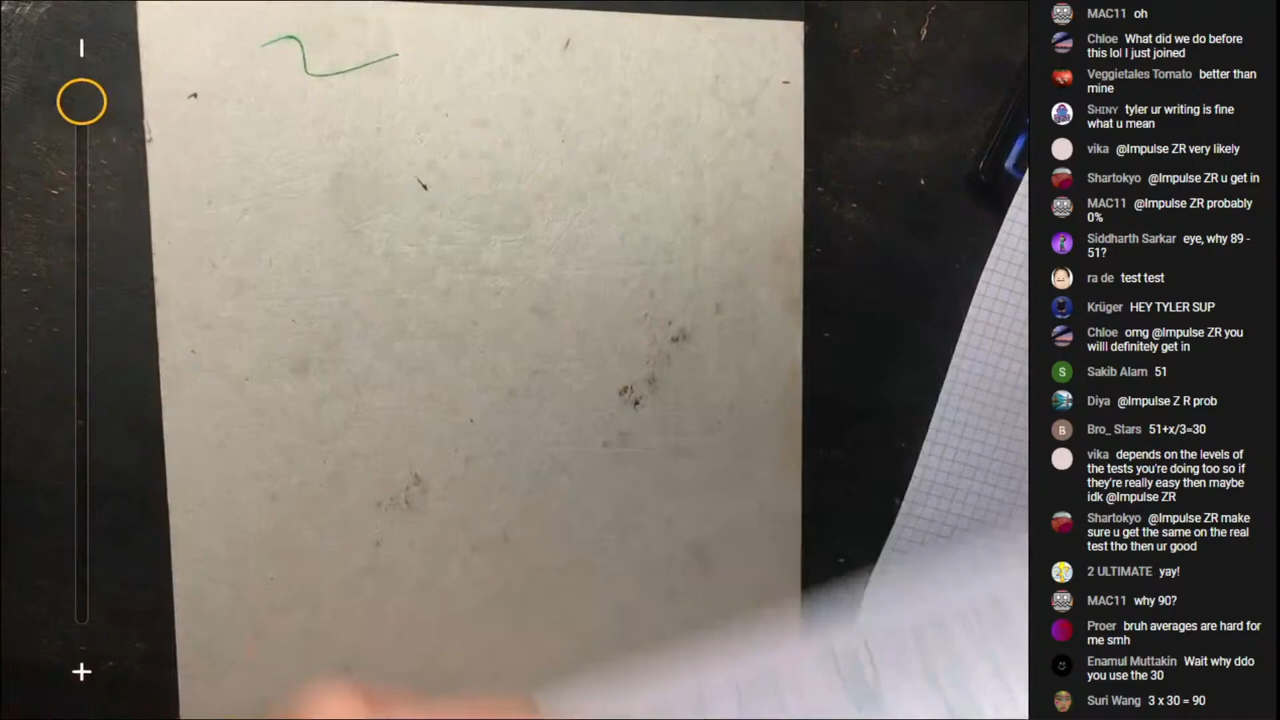 MAC11 oh
Chloe What did we do before
this lol I just joined
Veggietales Tomato better than
mine
SHINY tyler ur writing is fine
what u mean
vika @Impulse ZR very likely
Shartokyo @Impulse ZR u get in
MAC11 @Impulse ZR probably
0%
Siddharth Sarkar eye, why 89 -
51?
ra de test test
Krüger HEY TYLER SUP
Chloe omg @Impulse ZR you
willl definitely get in
S
Sakib Alam 51
Diya @Impulse Z R prob
B
Bro_ Stars 51+x/3=30
vika depends on the levels of
the tests you're doing too so if
they're really easy then maybe
idk @Impulse ZR
Shartokyo @Impulse ZR make
sure u get the same on the real
test tho then ur good
2 ULTIMATE yay!
MAC11 why 90?
Proer bruh averages are hard for
me smh
Enamul Muttakin Wait why ddo
you use the 30
Suri Wang 3 x 30 = 90